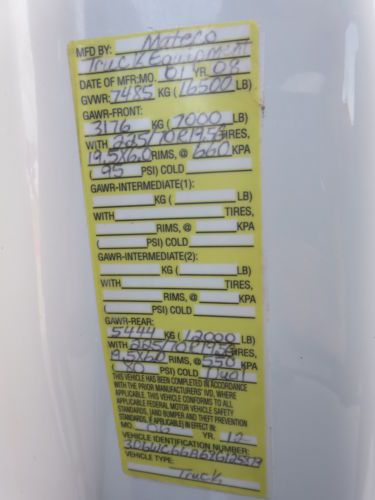 MFD BY: Mateco
Truck Equipment
DATE OF MFR: MO. 01 YR. 08
GVWR: 7485 KG ( 16500 LB)
GAWR-FRONT:
3176 KG ( 7000 LB)
WITH 225/70R19.5 TIRES,
19.5X6.0 RIMS, @ 660 KPA
( 95 PSI) COLD
GAWR-INTERMEDIATE(1):
KG ( LB)
WITH TIRES,
RIMS, @ KPA
( PSI) COLD
GAWR-INTERMEDIATE(2):
KG ( LB)
WITH TIRES,
RIMS, @ KPA
( PSI) COLD
GAWR-REAR:
5444 KG ( 12000 LB)
WITH 225/70R19.5 TIRES,
19.5X6.0 RIMS, @ 550 KPA
( 80 PSI) COLD Dual
THIS VEHICLE HAS BEEN COMPLETED IN ACCORDANCE
WITH THE PRIOR MANUFACTURERS' IVD, WHERE
APPLICABLE. THIS VEHICLE CONFORMS TO ALL
APPLICABLE FEDERAL MOTOR VEHICLE SAFETY
STANDARDS, (AND BUMPER AND THEFT PREVENTION
STANDARDS, IF APPLICABLE) IN EFFECT IN:
MO. YR.
VEHICLE IDENTIFICATION NUMBER:
VEHICLE TYPE:
Truck